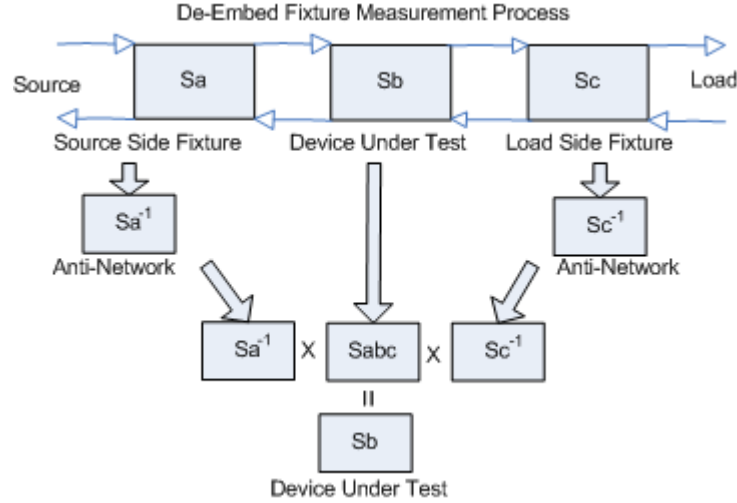 De-Embed Fixture Measurement Process
Source
Sa
Sb
Sc
Load
Source Side Fixture
Device Under Test
Load Side Fixture
Sa⁻¹
Sc⁻¹
Anti-Network
Anti-Network
Sa⁻¹ X Sabc X Sc⁻¹
=
Sb
Device Under Test